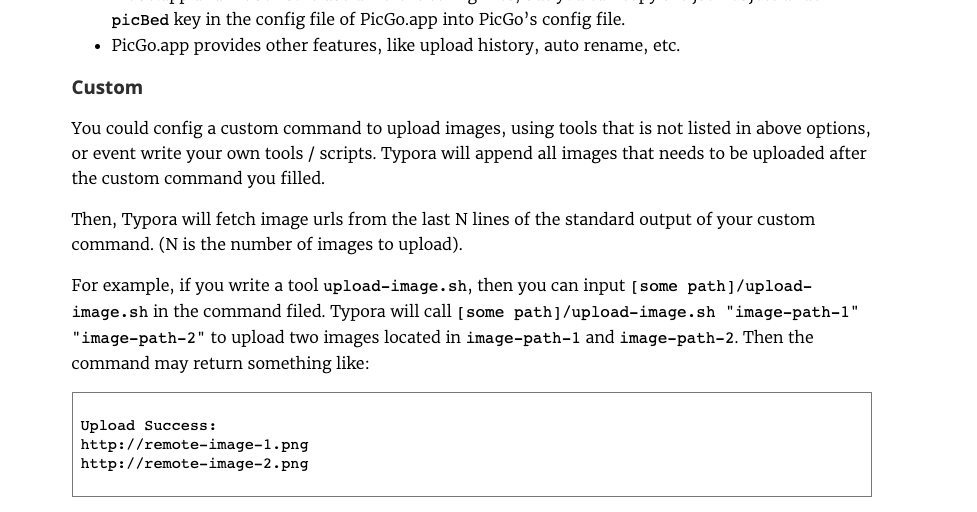 picBed key in the config file of PicGo.app into PicGo’s config file.
• PicGo.app provides other features, like upload history, auto rename, etc.
Custom
You could config a custom command to upload images, using tools that is not listed in above options,
or event write your own tools / scripts. Typora will append all images that needs to be uploaded after
the custom command you filled.
Then, Typora will fetch image urls from the last N lines of the standard output of your custom
command. (N is the number of images to upload).
For example, if you write a tool upload-image.sh, then you can input [some path]/upload-
image.sh in the command filed. Typora will call [some path]/upload-image.sh "image-path-1"
"image-path-2" to upload two images located in image-path-1 and image-path-2. Then the
command may return something like:
Upload Success:
http://remote-image-1.png
http://remote-image-2.png